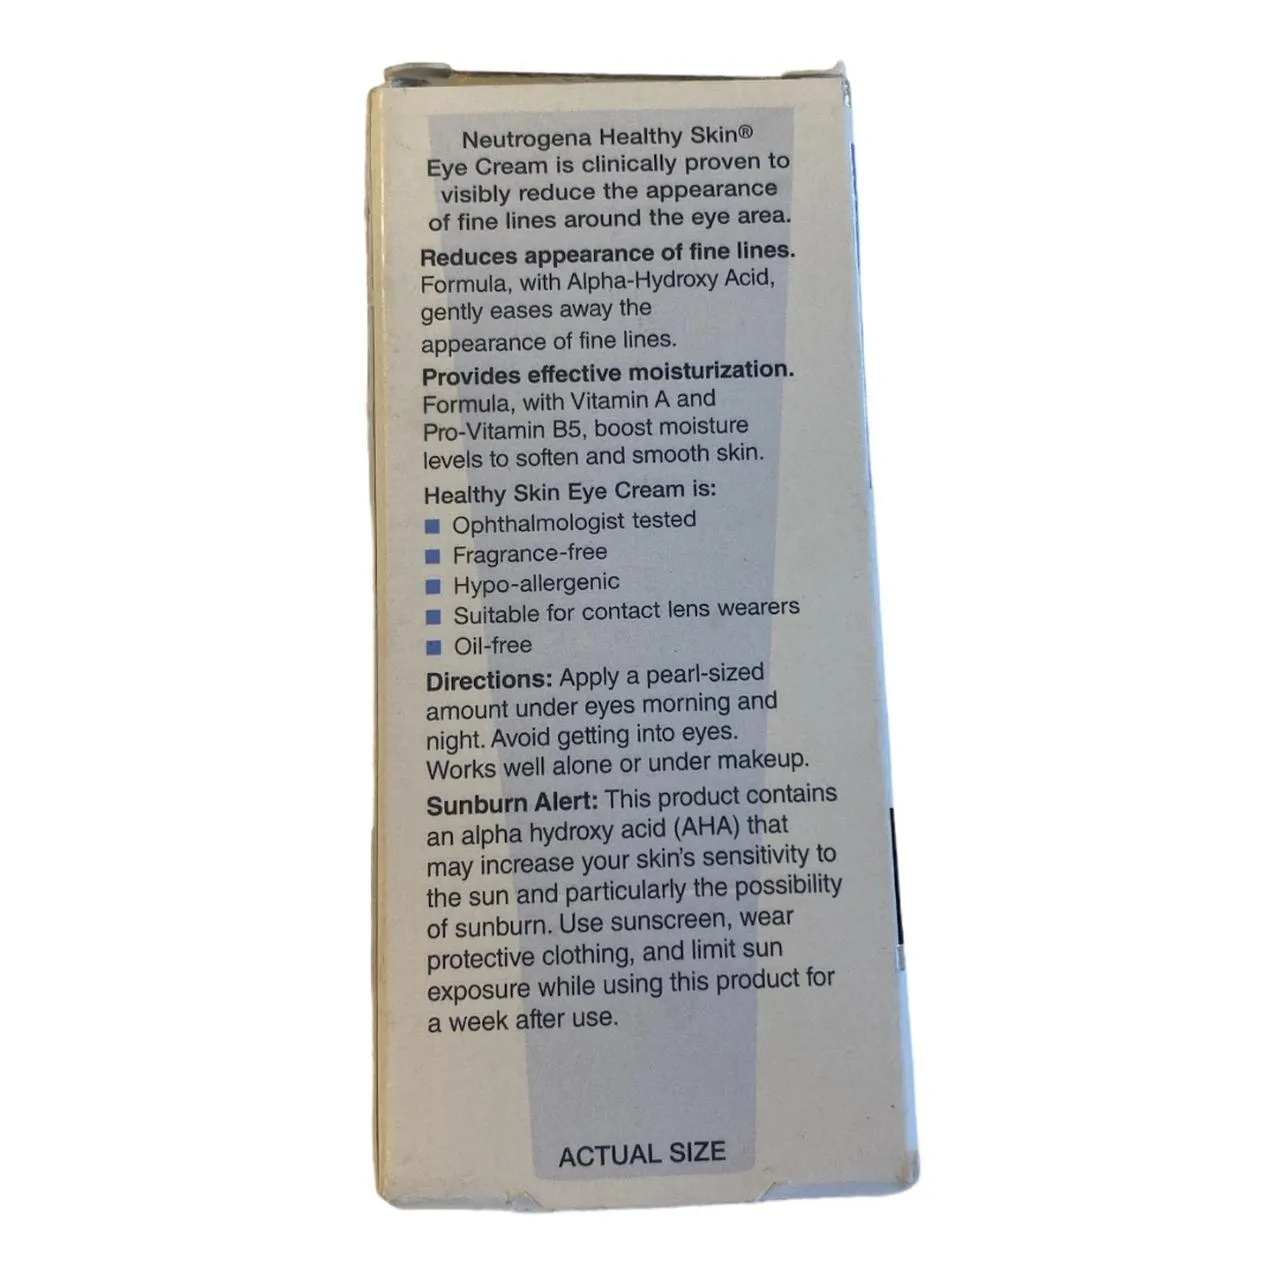 Neutrogena Healthy Skin®
Eye Cream is clinically proven to
visibly reduce the appearance
of fine lines around the eye area.
Reduces appearance of fine lines.
Formula, with Alpha-Hydroxy Acid,
gently eases away the
appearance of fine lines.
Provides effective moisturization.
Formula, with Vitamin A and
Pro-Vitamin B5, boost moisture
levels to soften and smooth skin.
Healthy Skin Eye Cream is:
■ Ophthalmologist tested
■ Fragrance-free
■ Hypo-allergenic
■ Suitable for contact lens wearers
■ Oil-free
Directions: Apply a pearl-sized
amount under eyes morning and
night. Avoid getting into eyes.
Works well alone or under makeup.
Sunburn Alert: This product contains
an alpha hydroxy acid (AHA) that
may increase your skin's sensitivity to
the sun and particularly the possibility
of sunburn. Use sunscreen, wear
protective clothing, and limit sun
exposure while using this product for
a week after use.
ACTUAL SIZE